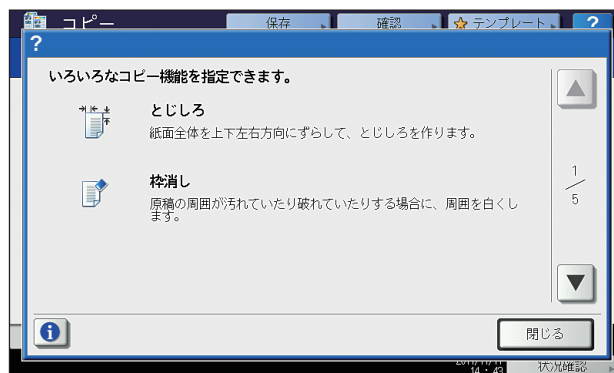 コピー
保存
確認
テンプレート
?
?
いろいろなコピー機能を指定できます。
とじしろ
紙面全体を上下左右方向にずらして、とじしろを作ります。
枠消し
原稿の周囲が汚れていたり破れていたりする場合に、周囲を白くし
ます。
1
5
閉じる
14:43
状況確認